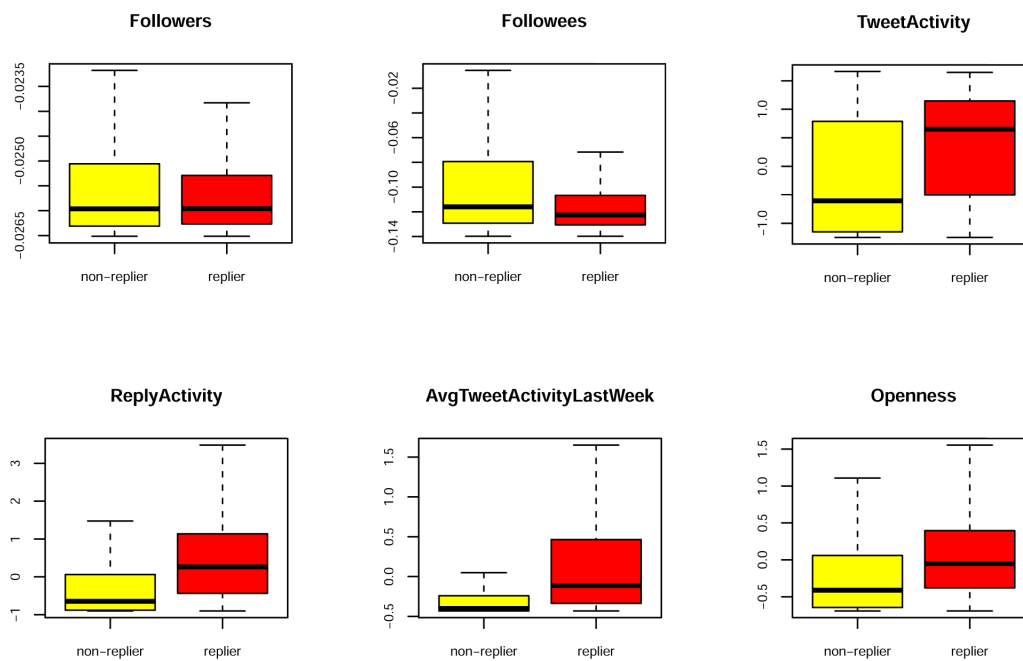 Followers
−0.0235
−0.0250
−0.0265
non−replier replier
Followees
−0.02
−0.06
−0.10
−0.14
non−replier replier
TweetActivity
1.0
0.0
−1.0
non−replier replier
ReplyActivity
3
2
1
0
−1
non−replier replier
AvgTweetActivityLastWeek
1.5
1.0
0.5
0.0
−0.5
non−replier replier
Openness
1.5
1.0
0.5
0.0
−0.5
non−replier replier